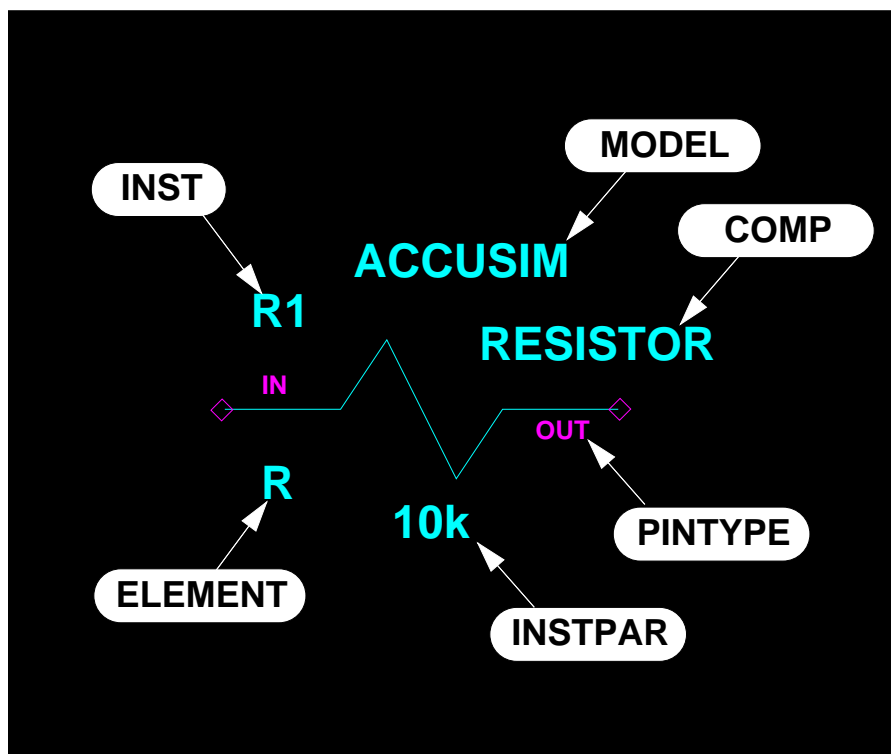 MODEL
INST
COMP
ACCUSIM
R1
RESISTOR
IN
OUT
R
10k
PINTYPE
ELEMENT
INSTPAR